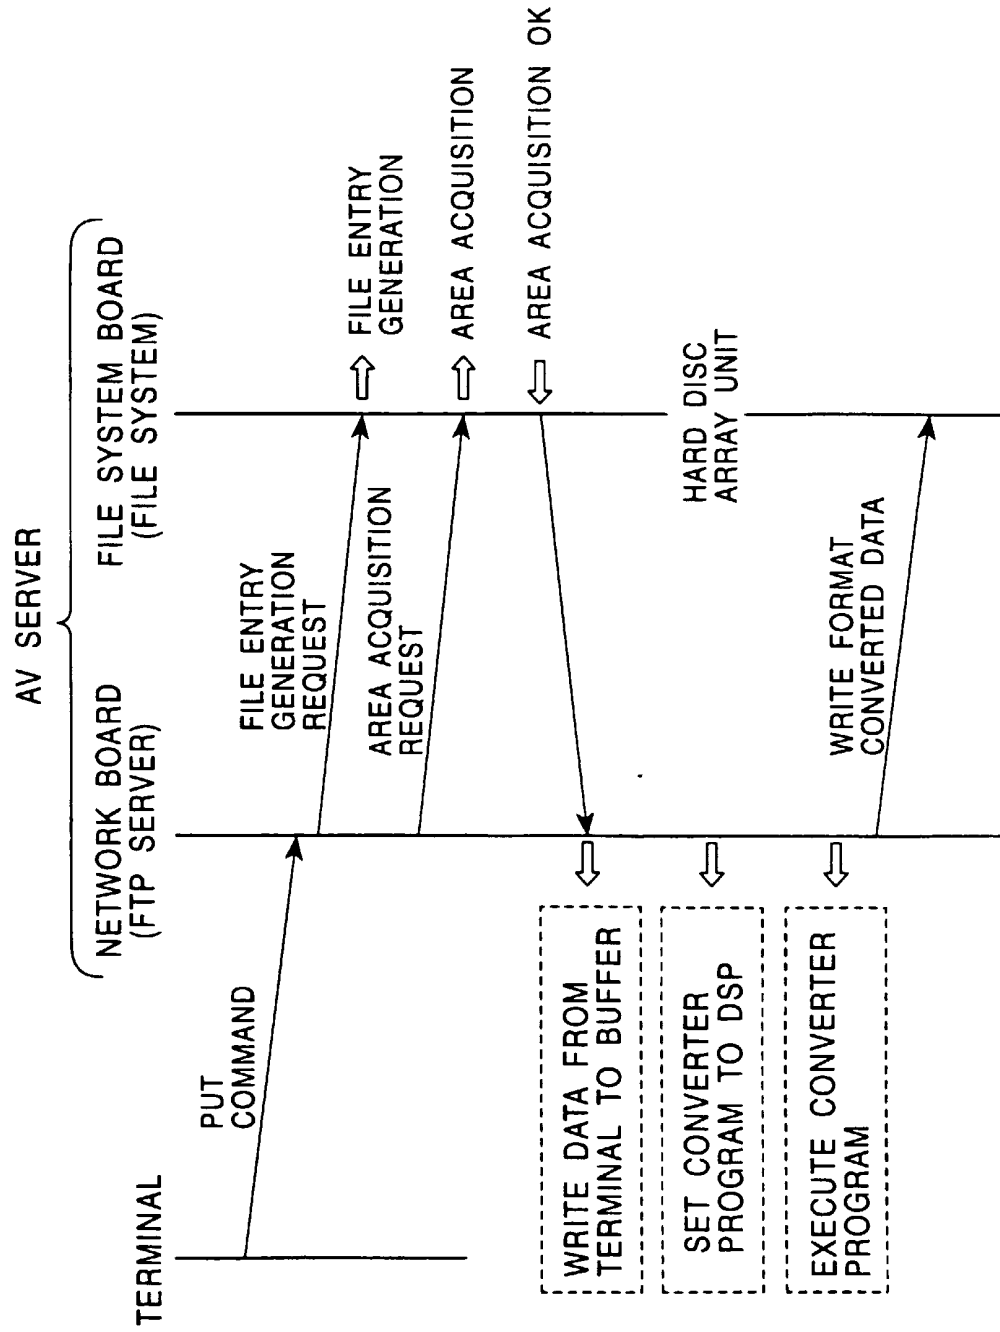 AV SERVER
TERMINAL
NETWORK BOARD
(FTP SERVER)
FILE SYSTEM BOARD
(FILE SYSTEM)
PUT
COMMAND
FILE ENTRY
GENERATION
REQUEST
FILE ENTRY
GENERATION
AREA ACQUISITION
REQUEST
AREA ACQUISITION
AREA ACQUISITION OK
WRITE DATA FROM
TERMINAL TO BUFFER
SET CONVERTER
PROGRAM TO DSP
HARD DISC
ARRAY UNIT
EXECUTE CONVERTER
PROGRAM
WRITE FORMAT
CONVERTED DATA